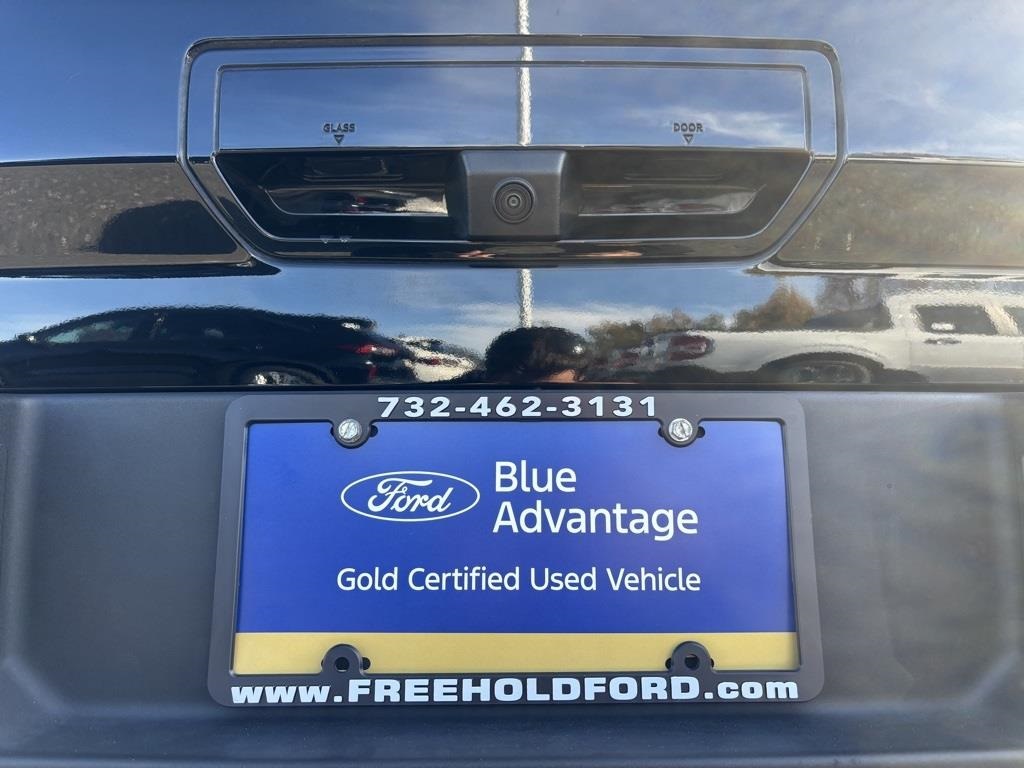 GLASS DOOR
732-462-3131
Ford
Blue
Advantage
Gold Certified Used Vehicle
www.FREEHOLDFORD.com